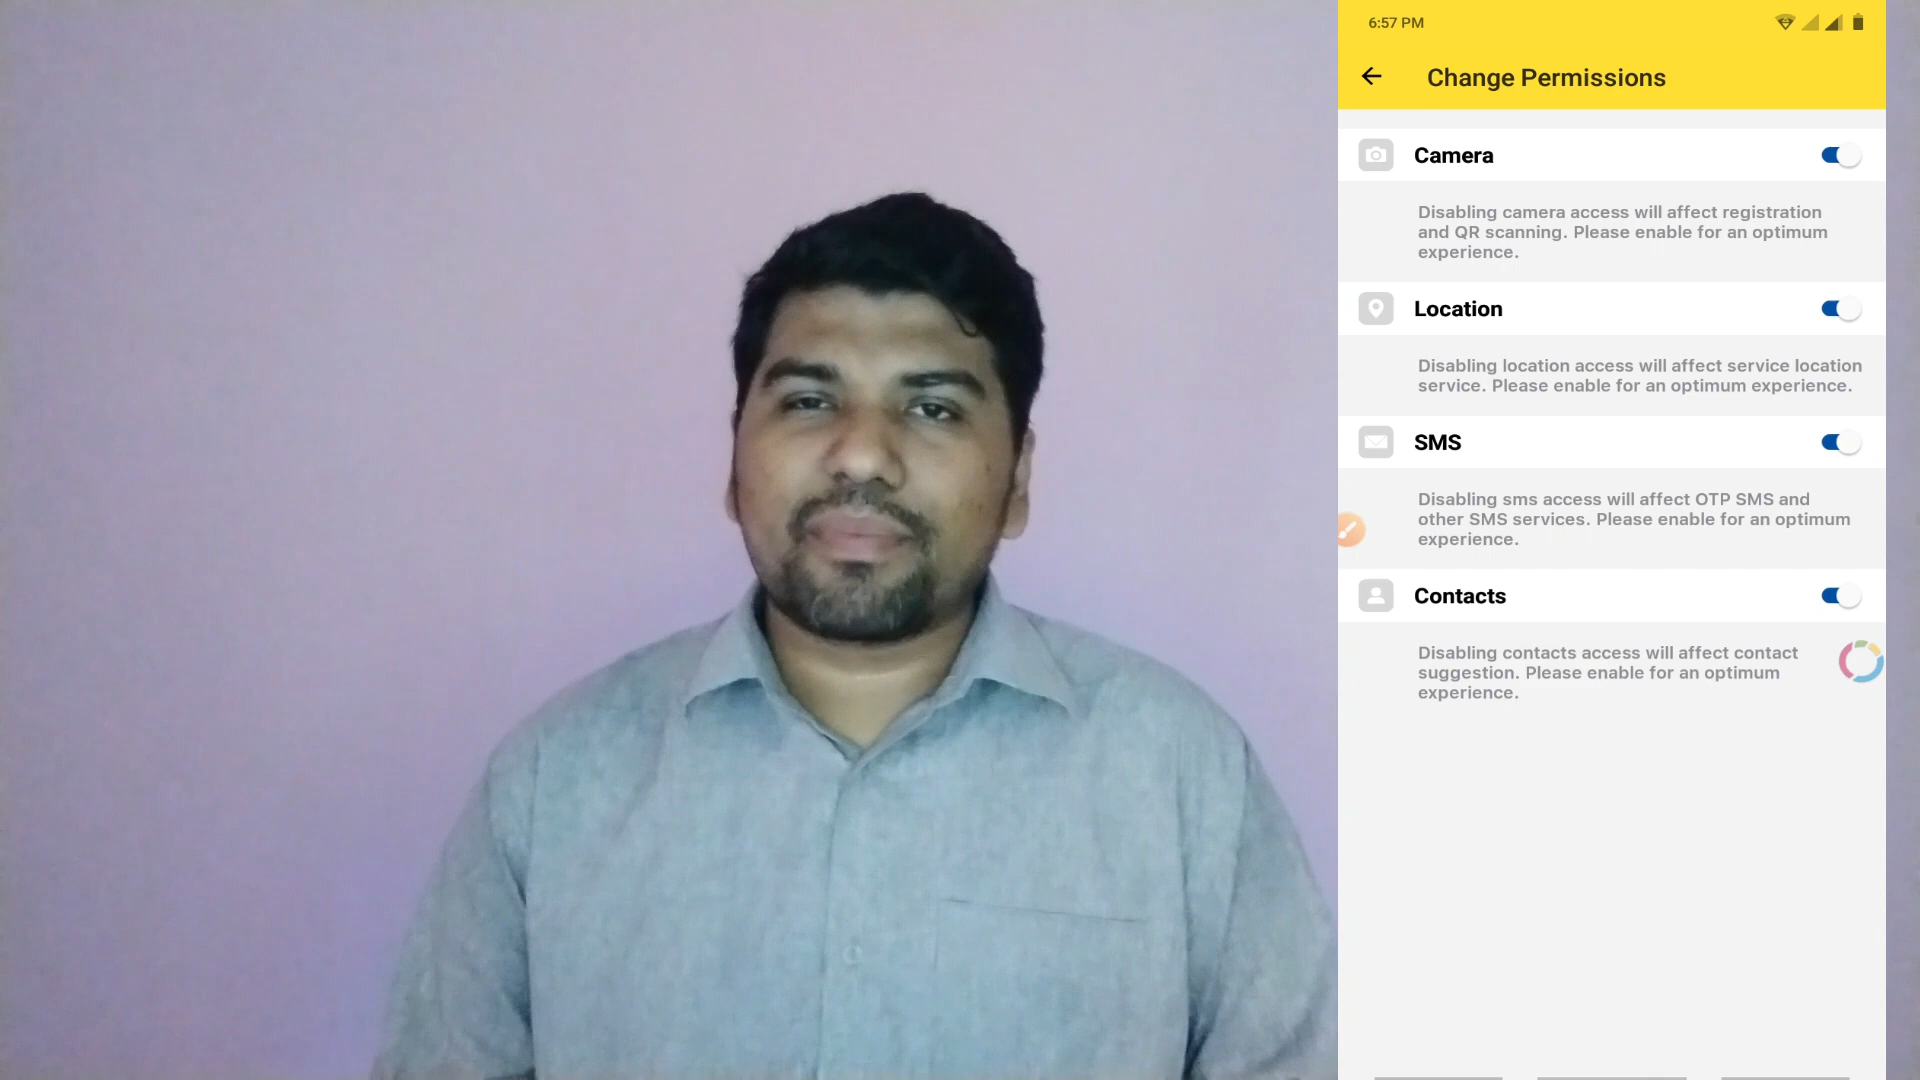 6:57 PM
Change Permissions
Camera
Disabling camera access will affect registration
and QR scanning. Please enable for an optimum
experience.
Location
Disabling location access will affect service location
service. Please enable for an optimum experience.
SMS
Disabling sms access will affect OTP SMS and
other SMS services. Please enable for an optimum
experience.
Contacts
Disabling contacts access will affect contact
suggestion. Please enable for an optimum
experience.